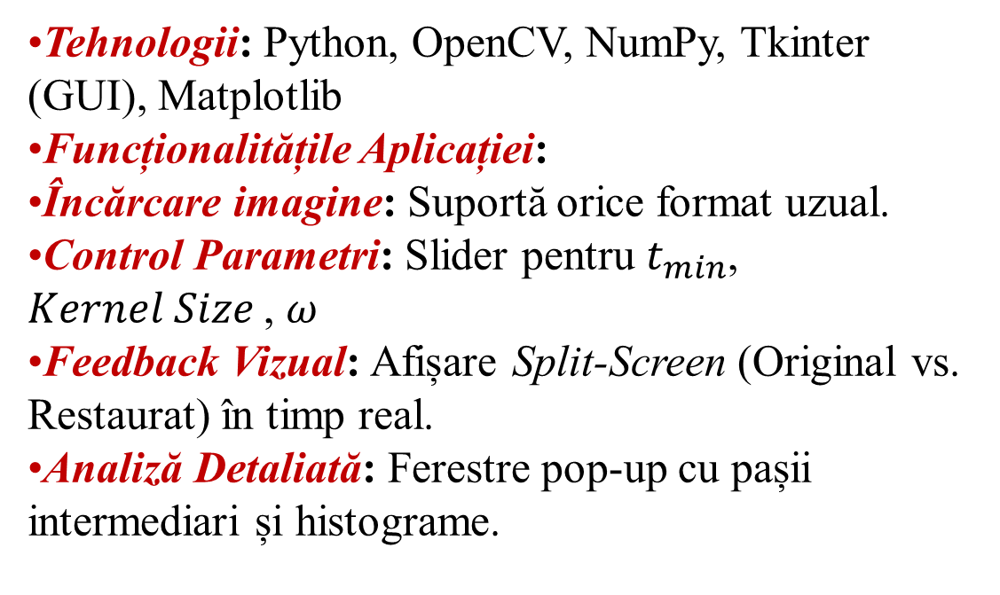 •Tehnologii: Python, OpenCV, NumPy, Tkinter
(GUI), Matplotlib
•Funcționalitățile Aplicației:
•Încărcare imagine: Suportă orice format uzual.
•Control Parametri: Slider pentru t_{min},
Kernel Size , ω
•Feedback Vizual: Afișare Split-Screen (Original vs.
Restaurat) în timp real.
•Analiză Detaliată: Ferestre pop-up cu pașii
intermediari și histograme.